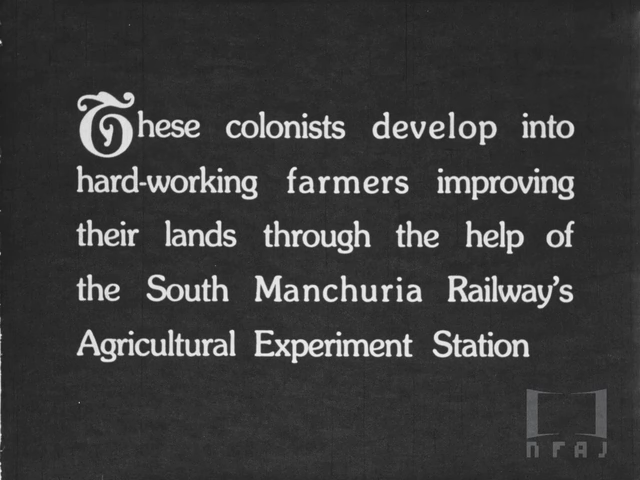 These colonists develop into
hard-working farmers improving
their lands through the help of
the South Manchuria Railway's
Agricultural Experiment Station
NFAJ